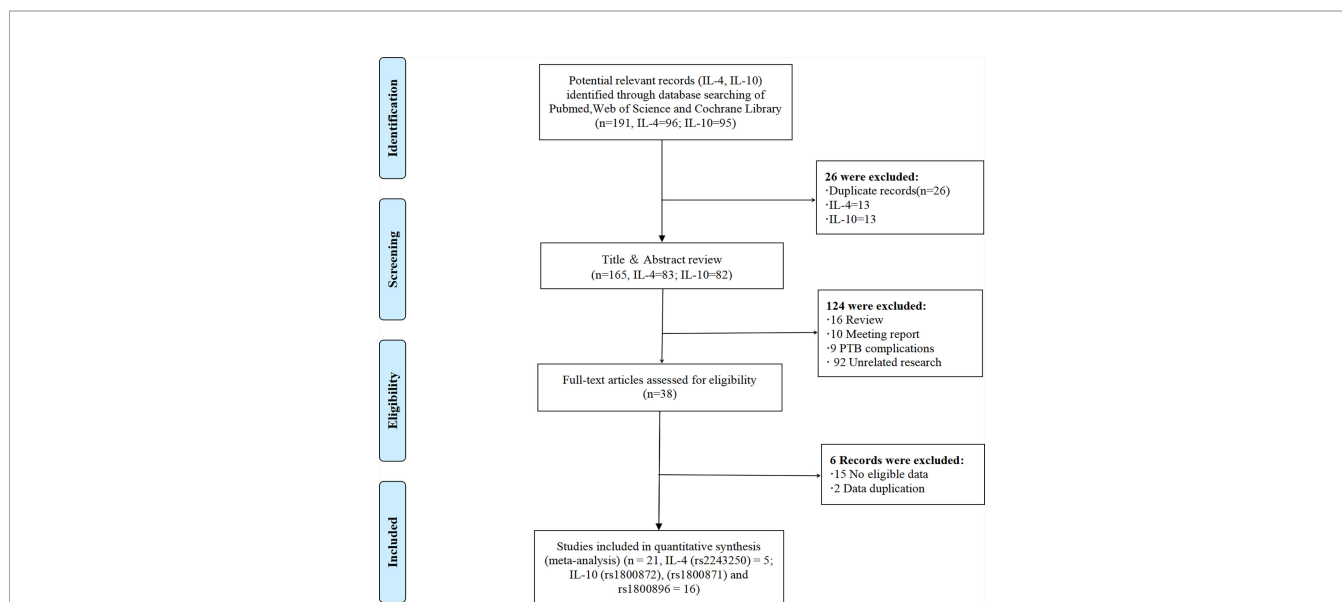 Identification
Potential relevant records (IL-4, IL-10)
identified through database searching of
Pubmed,Web of Science and Cochrane Library
(n=191, IL-4=96; IL-10=95)
26 were excluded:
·Duplicate records(n=26)
·IL-4=13
·IL-10=13
Screening
Title & Abstract review
(n=165, IL-4=83; IL-10=82)
124 were excluded:
·16 Review
·10 Meeting report
·9 PTB complications
· 92 Unrelated research
Eligibility
Full-text articles assessed for eligibility
(n=38)
6 Records were excluded:
·15 No eligible data
·2 Data duplication
Included
Studies included in quantitative synthesis
(meta-analysis) (n = 21, IL-4 (rs2243250) = 5;
IL-10 (rs1800872), (rs1800871) and
rs1800896 = 16)